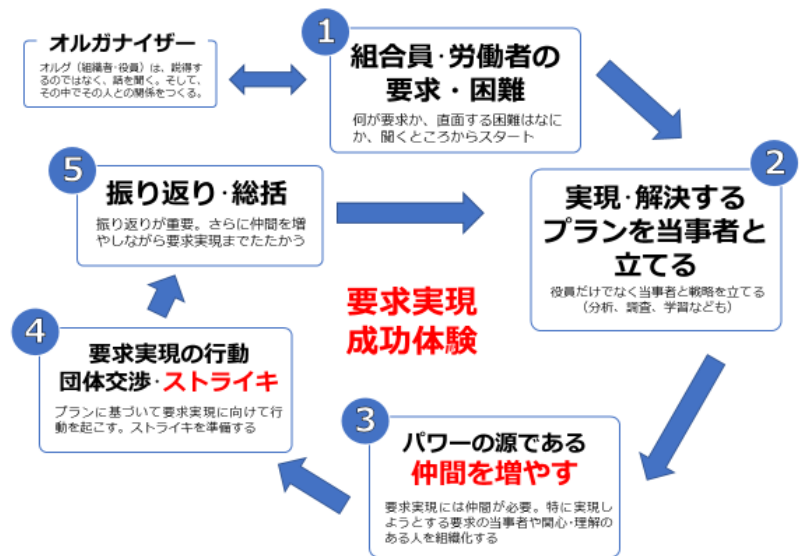 オルガナイザー
オルグ（組織者･役員）は、説得す
るのではなく、話を聞く。そして、
その中でその人との関係をつくる。
1
組合員･労働者の
要求・困難
何が要求か、直面する困難はなに
か、聞くところからスタート
2
実現･解決する
プランを当事者と
立てる
役員だけでなく当事者と戦略を立てる
（分析、調査、学習なども）
3
パワーの源である
仲間を増やす
要求実現には仲間が必要。特に実現し
ようとする要求の当事者や関心･理解の
ある人を組織化する
4
要求実現の行動
団体交渉･ストライキ
プランに基づいて要求実現に向けて行
動を起こす。ストライキを準備する
5
振り返り･総括
振り返りが重要。さらに仲間を増
やしながら要求実現までたたかう
要求実現
成功体験